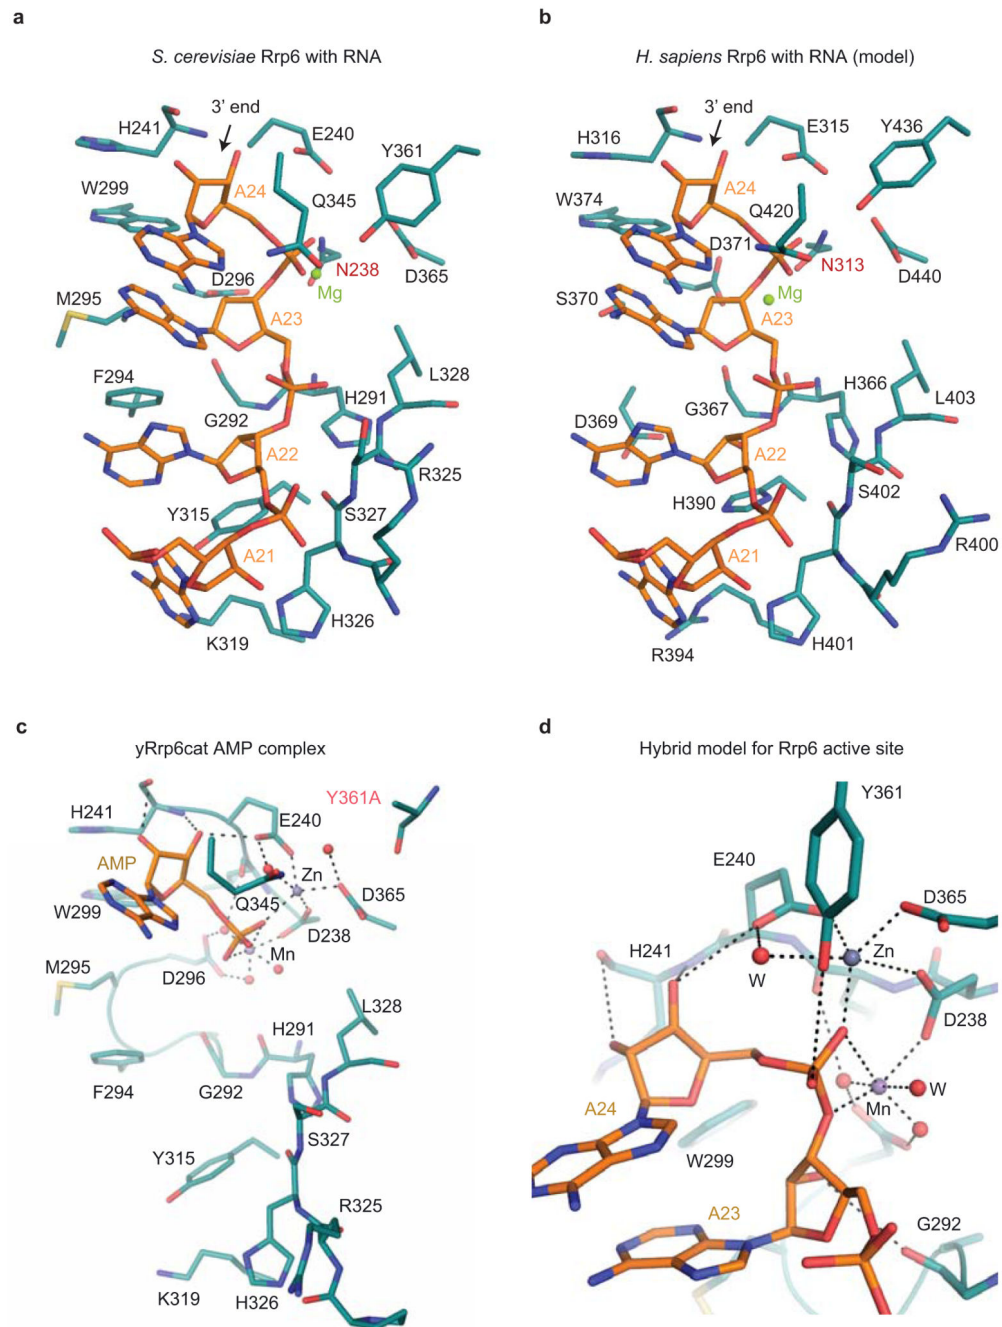 a
S. cerevisiae Rrp6 with RNA
3’ end
H241
E240
Y361
W299
A24
Q345
D296
N238
D365
Mg
M295
A23
F294
L328
G292
H291
A22
R325
Y315
S327
A21
H326
K319
b
H. sapiens Rrp6 with RNA (model)
3’ end
H316
E315
Y436
A24
W374
Q420
D371
N313
D440
Mg
S370
A23
H366
L403
G367
D369
A22
S402
H390
R400
A21
H401
R394
c
yRrp6cat AMP complex
Y361A
H241
E240
AMP
Zn
W299
Q345
D365
D238
Mn
M295
D296
L328
H291
F294
G292
S327
Y315
R325
K319
H326
d
Hybrid model for Rrp6 active site
Y361
E240
D365
H241
Zn
W
D238
W
Mn
A24
W299
A23
G292